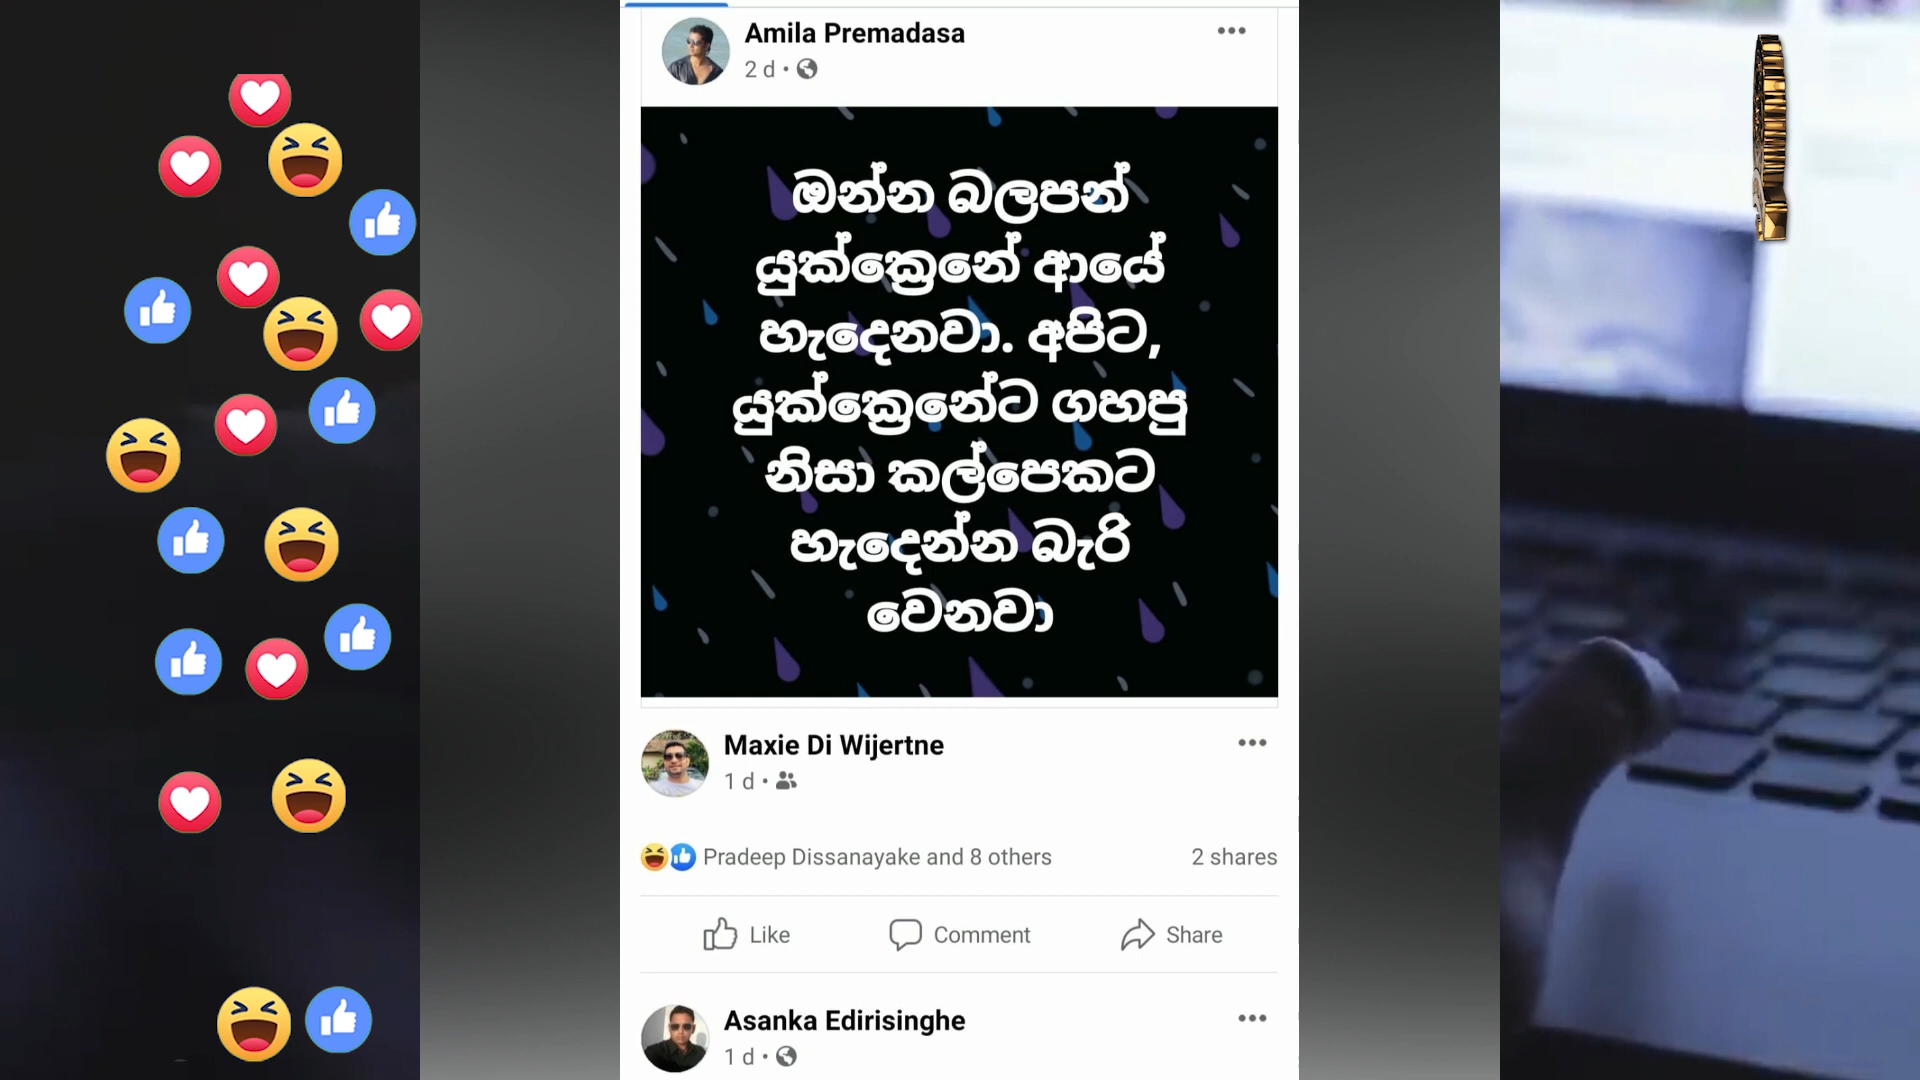 Amila Premadasa
2 d
ඔන්න බලපන්
යුක්ක්‍රෙනේ ආයේ
හැදෙනවා. අපිට,
යුක්ක්‍රෙනේට ගහපු
නිසා කල්පෙකට
හැදෙන්න බැරි
වෙනවා
Maxie Di Wijertne
1 d
Pradeep Dissanayake and 8 others 2 shares
Like Comment Share
Asanka Edirisinghe
1 d